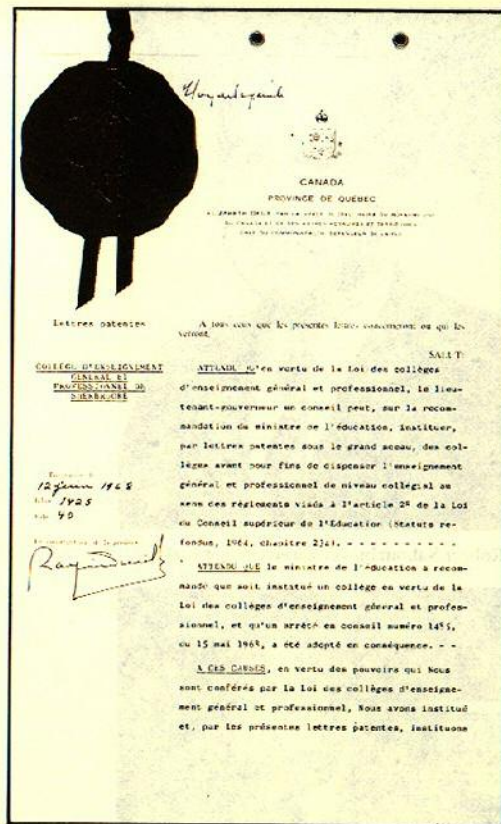 CANADA
PROVINCE DE QUÉBEC
Lettres patentes
A tous ceux que les présentes lettres concerneront ou qui les
verront,
SALUT:
COLLÈGE D'ENSEIGNEMENT
GÉNÉRAL ET
PROFESSIONNEL DE
SHERBROOKE
12 juin 1968
1425
40
ATTENDU QU'en vertu de la Loi des collèges
d'enseignement général et professionnel, le lieu-
tenant-gouverneur en conseil peut, sur la recom-
mandation du ministre de l'éducation, instituer,
par lettres patentes sous le grand sceau, des col-
lèges ayant pour fins de dispenser l'enseignement
général et professionnel de niveau collégial au
sens des règlements visés à l'article 28 de la Loi
du Conseil supérieur de l'Education (Statuts re-
fondus, 1964, chapitre 234). - - - - - - - - - -
ATTENDU QUE le ministre de l'éducation a recom-
mandé que soit institué un collège en vertu de la
Loi des collèges d'enseignement général et profes-
sionnel, et qu'un arrêté en conseil numéro 1485,
du 15 mai 1968, a été adopté en conséquence. - -
A CES CAUSES, en vertu des pouvoirs qui Nous
sont conférés par la Loi des collèges d'enseigne-
ment général et professionnel, Nous avons institué
et, par les présentes lettres patentes, instituons